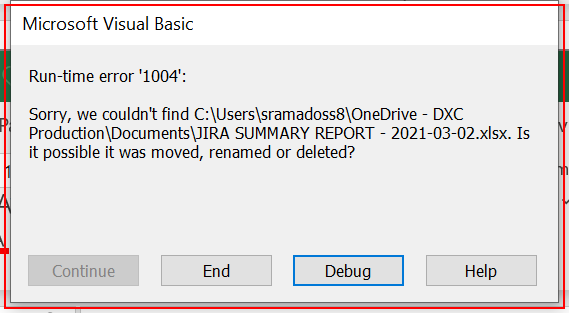 Microsoft Visual Basic
Run-time error '1004':
Sorry, we couldn't find C:\Users\sramadoss8\OneDrive - DXC
Production\Documents\JIRA SUMMARY REPORT - 2021-03-02.xlsx. Is
it possible it was moved, renamed or deleted?
Continue
End
Debug
Help